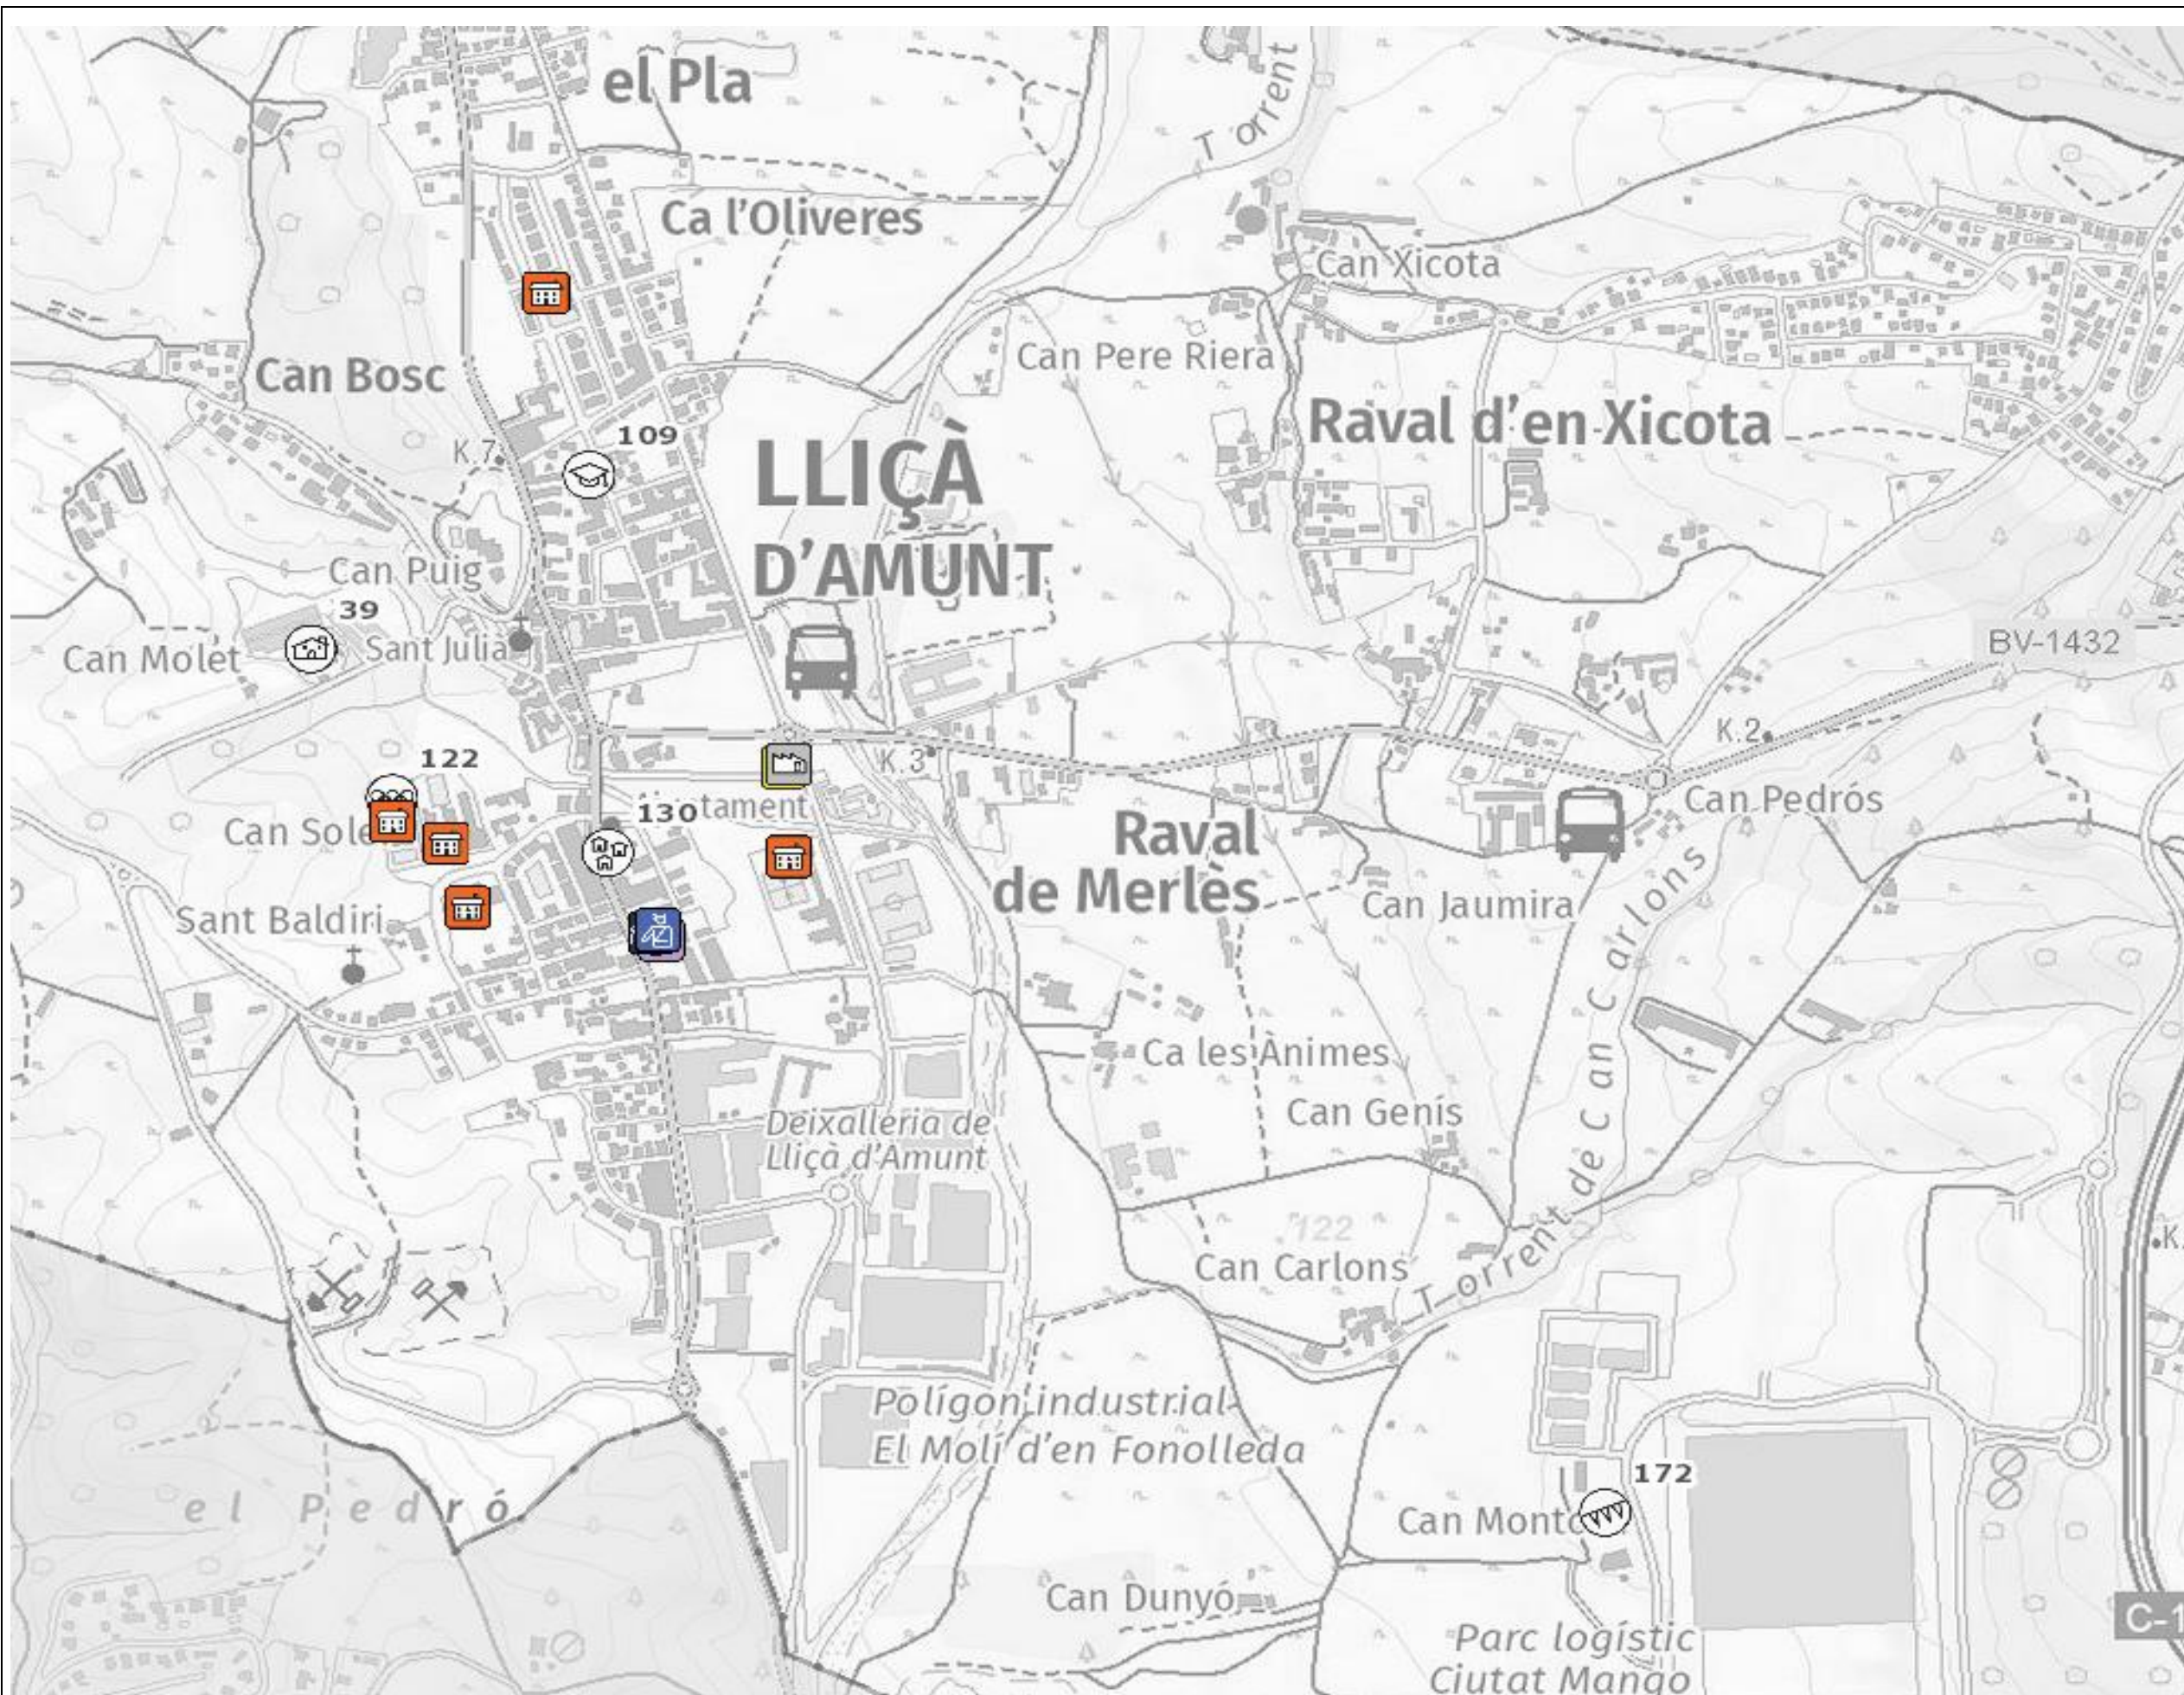 el Pla
Torrent
Ca l'Oliveres
Can Xicota
Can Pere Riera
Can Bosc
Raval d'en Xicota
109
K.7
LLIÇÀ
D'AMUNT
Can Puig
39
Can Molet
Sant Julià
BV-1432
K.2
122
K.3
130
tament
Can Sole
Can Pedrós
Raval
de Merlès
Can Jaumira
Sant Baldiri
Torrent de Can Carlons
Ca les Ànimes
Can Genís
Deixalleria de
Lliçà d'Amunt
122
Can Carlons
K.
Polígon industrial
El Molí d'en Fonolleda
172
el Pedró
Can Mont
Can Dunyó
C-1
Parc logístic
Ciutat Mango